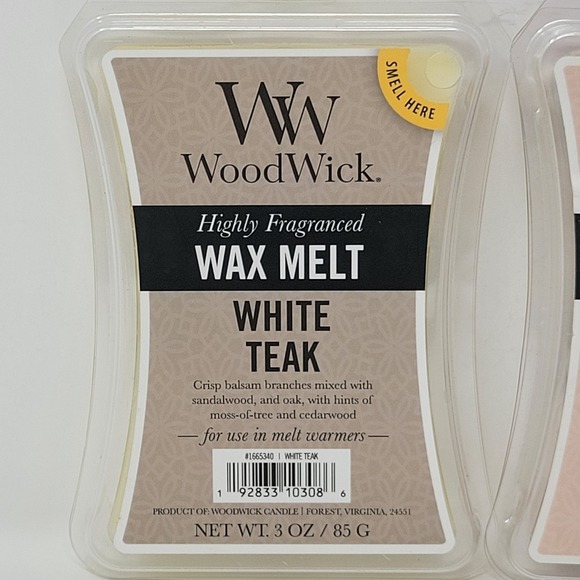 SMELL HERE
WW
WoodWick®
Highly Fragranced
WAX MELT
WHITE
TEAK
Crisp balsam branches mixed with
sandalwood, and oak, with hints of
moss-of-tree and cedarwood
— for use in melt warmers —
#1665340 | WHITE TEAK
1 92833 10308 6
PRODUCT OF: WOODWICK CANDLE | FOREST, VIRGINIA, 24551
NET WT. 3 OZ / 85 G